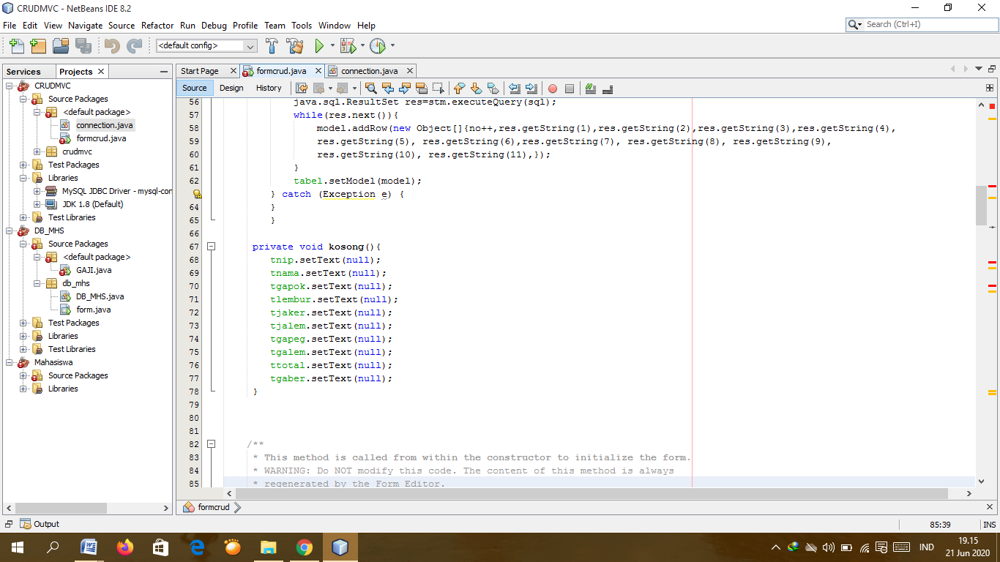 CRUDMVC - NetBeans IDE 8.2
File Edit View Navigate Source Refactor Run Debug Profile Team Tools Window Help
Search (Ctrl+I)
<default config>
Services Projects
Start Page formcrud.java connection.java
Source Design History
CRUDMVC
Source Packages
<default package>
connection.java
formcrud.java
crudmvc
Test Packages
Libraries
MySQL JDBC Driver - mysql-con
JDK 1.8 (Default)
Test Libraries
DB_MHS
Source Packages
<default package>
GAJI.java
db_mhs
DB_MHS.java
form.java
Test Packages
Libraries
Test Libraries
Mahasiswa
Source Packages
Libraries
56 java.sql.ResultSet res=stm.executeQuery(sql);
57 while(res.next()){
58 model.addRow(new Object[]{no++,res.getString(1),res.getString(2),res.getString(3),res.getString(4),
59 res.getString(5), res.getString(6),res.getString(7), res.getString(8), res.getString(9),
60 res.getString(10), res.getString(11),});
61 }
62 tabel.setModel(model);
} catch (Exception e) {
64 }
65 }
66
67 private void kosong(){
68 tnip.setText(null);
69 tnama.setText(null);
70 tgapok.setText(null);
71 tlembur.setText(null);
72 tjaker.setText(null);
73 tjalem.setText(null);
74 tgapeg.setText(null);
75 tgalem.setText(null);
76 ttotal.setText(null);
77 tgaber.setText(null);
78 }
79
80
81
82 /**
83 * This method is called from within the constructor to initialize the form.
84 * WARNING: Do NOT modify this code. The content of this method is always
85 * regenerated by the Form Editor.
formcrud
Output
85:39 INS
IND
19.15
21 Jun 2020